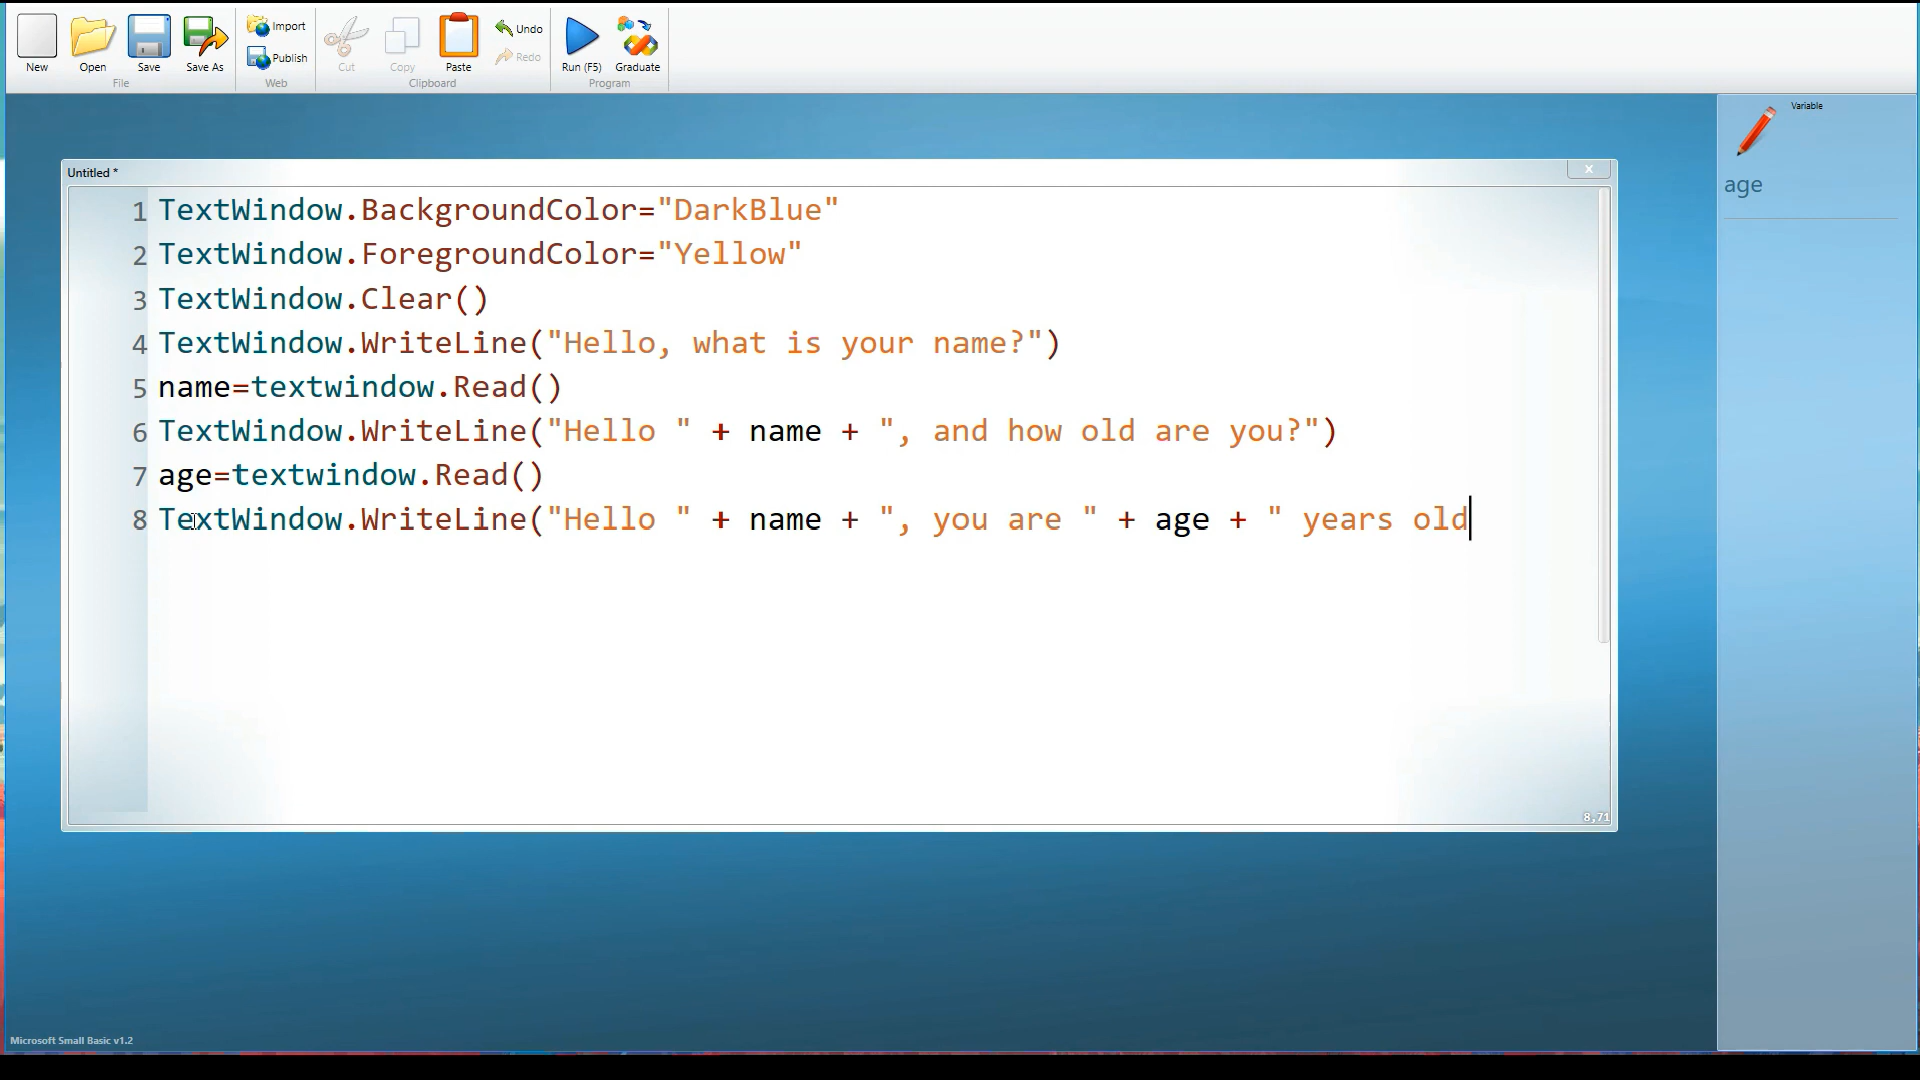 New
Open
Save
Save As
Import
Publish
Cut
Copy
Paste
Undo
Redo
Run (F5)
Graduate
File
Web
Clipboard
Program
Variable
age
Untitled *
x
1 TextWindow.BackgroundColor="DarkBlue"
2 TextWindow.ForegroundColor="Yellow"
3 TextWindow.Clear()
4 TextWindow.WriteLine("Hello, what is your name?")
5 name=textwindow.Read()
6 TextWindow.WriteLine("Hello " + name + ", and how old are you?")
7 age=textwindow.Read()
8 TextWindow.WriteLine("Hello " + name + ", you are " + age + " years old
8,71
Microsoft Small Basic v1.2